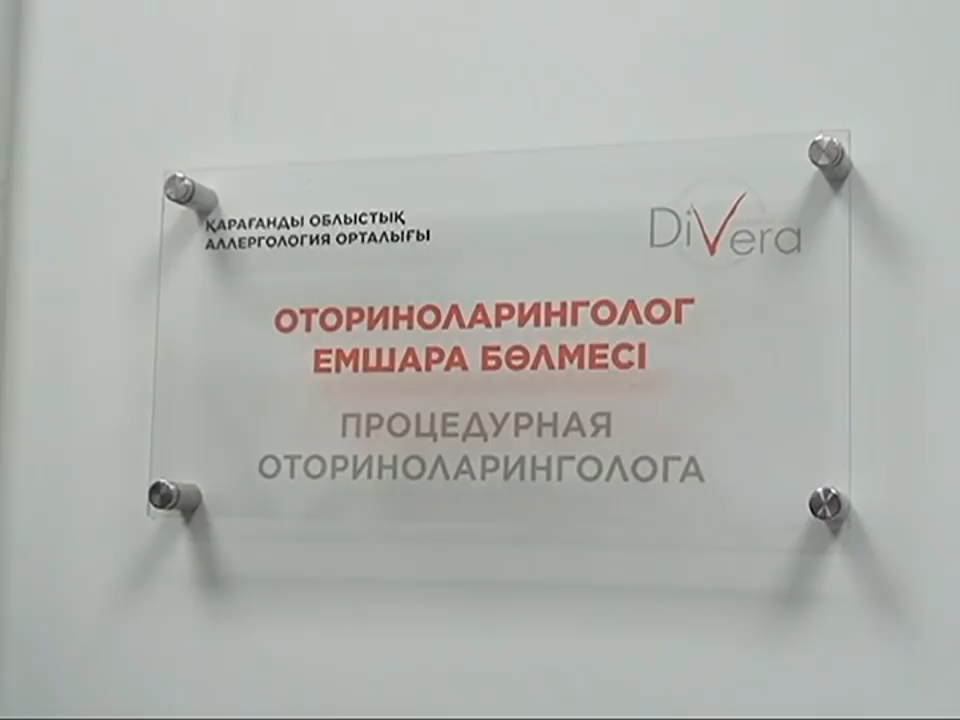 ҚАРАҒАНДЫ ОБЛЫСТЫҚ
АЛЛЕРГОЛОГИЯ ОРТАЛЫҒЫ
DiVera
ОТОРИНОЛАРИНГОЛОГ
ЕМШАРА БӨЛМЕСІ
ПРОЦЕДУРНАЯ
ОТОРИНОЛАРИНГОЛОГА